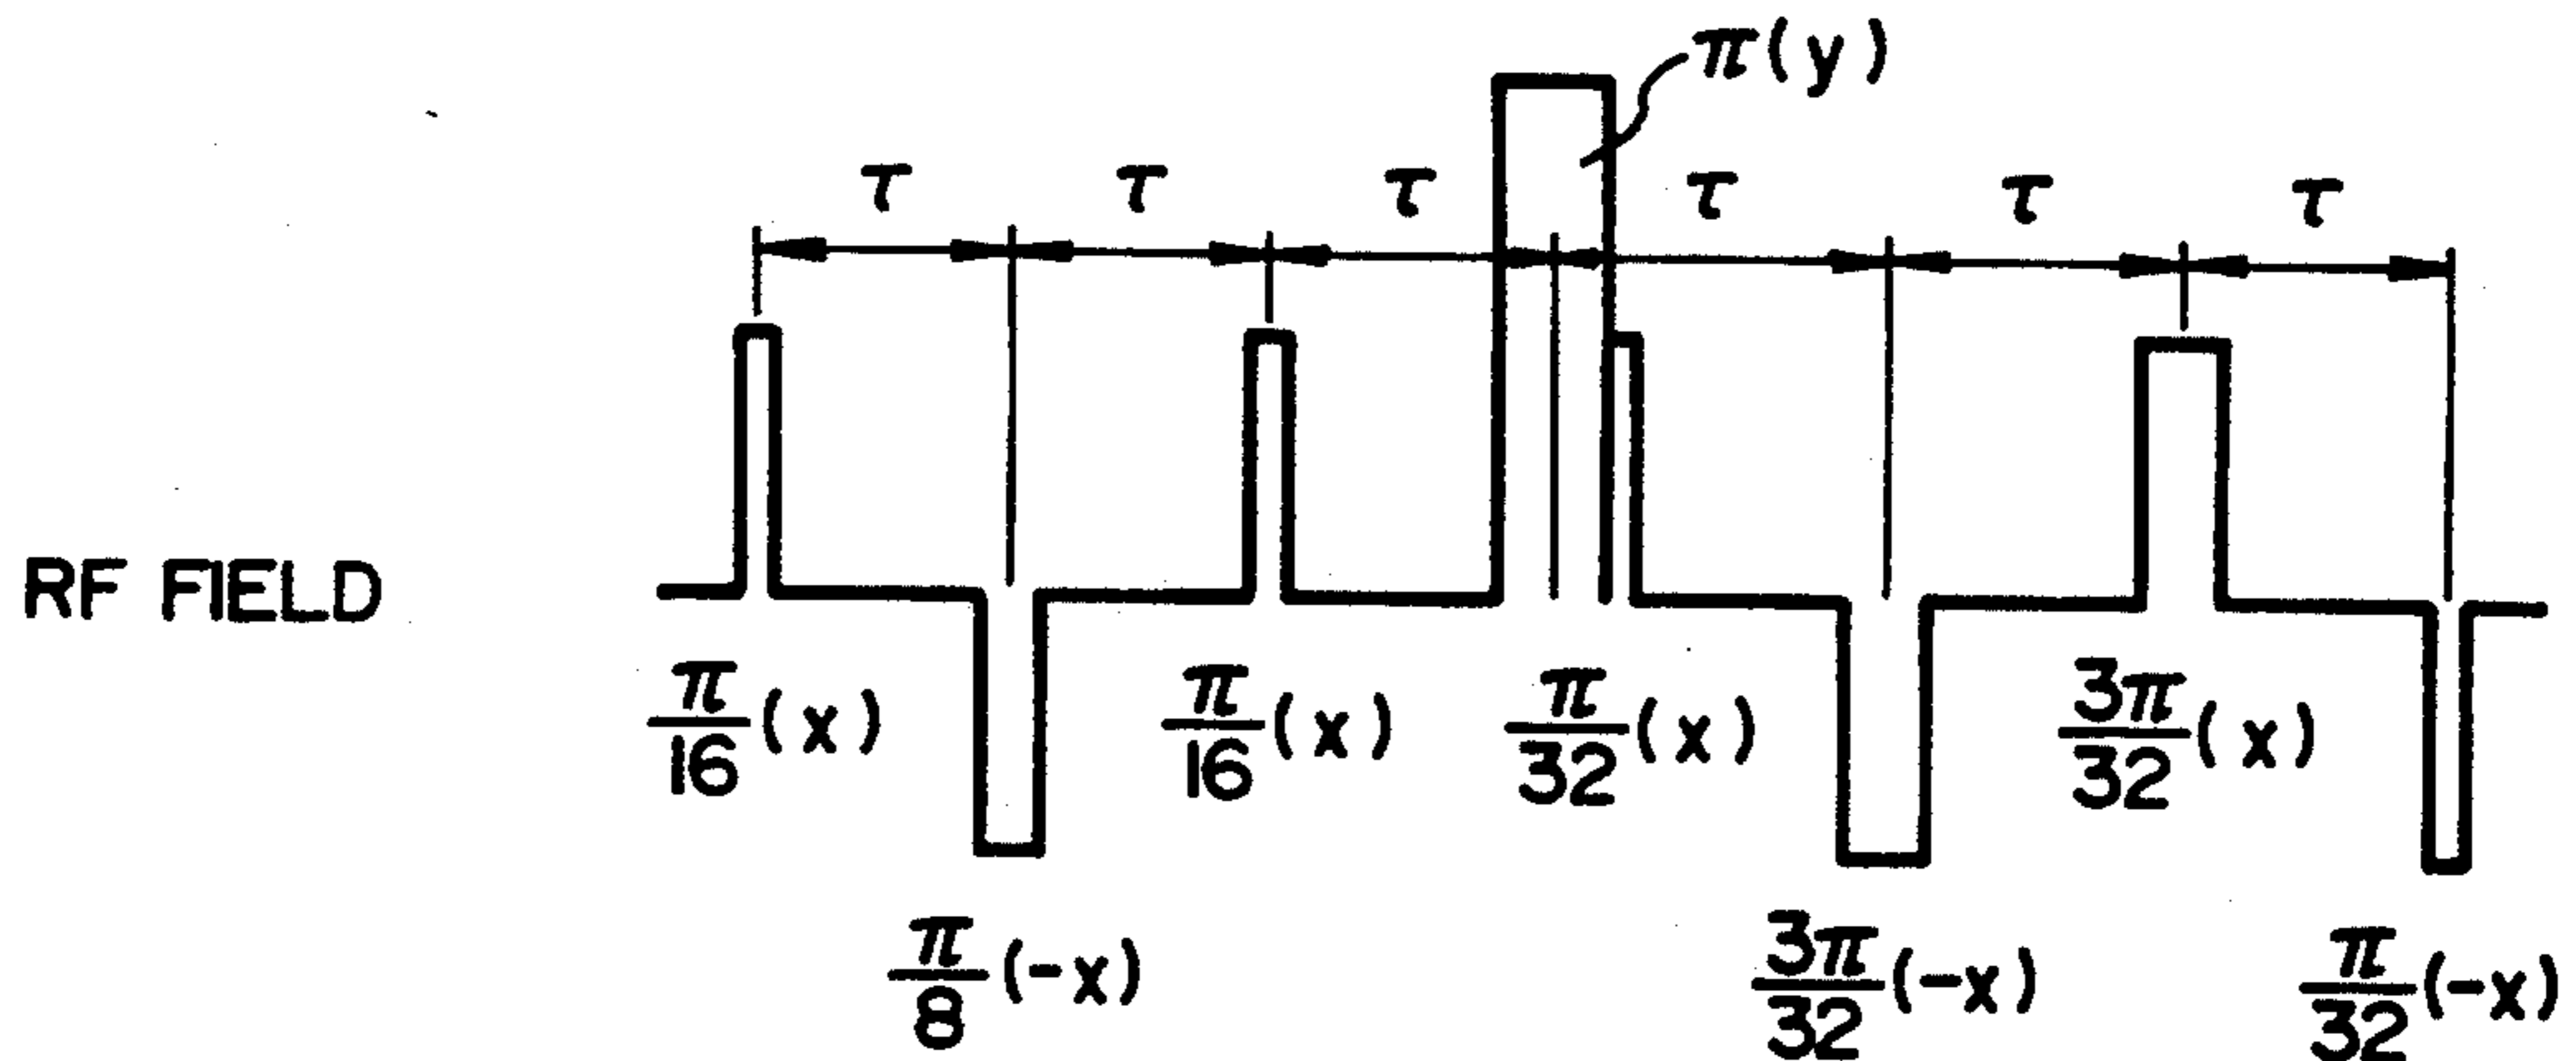 π(y)
τ τ τ τ τ τ
RF FIELD
π/16(x) π/16(x) π/32(x) 3π/32(x)
π/8(-x) 3π/32(-x) π/32(-x)